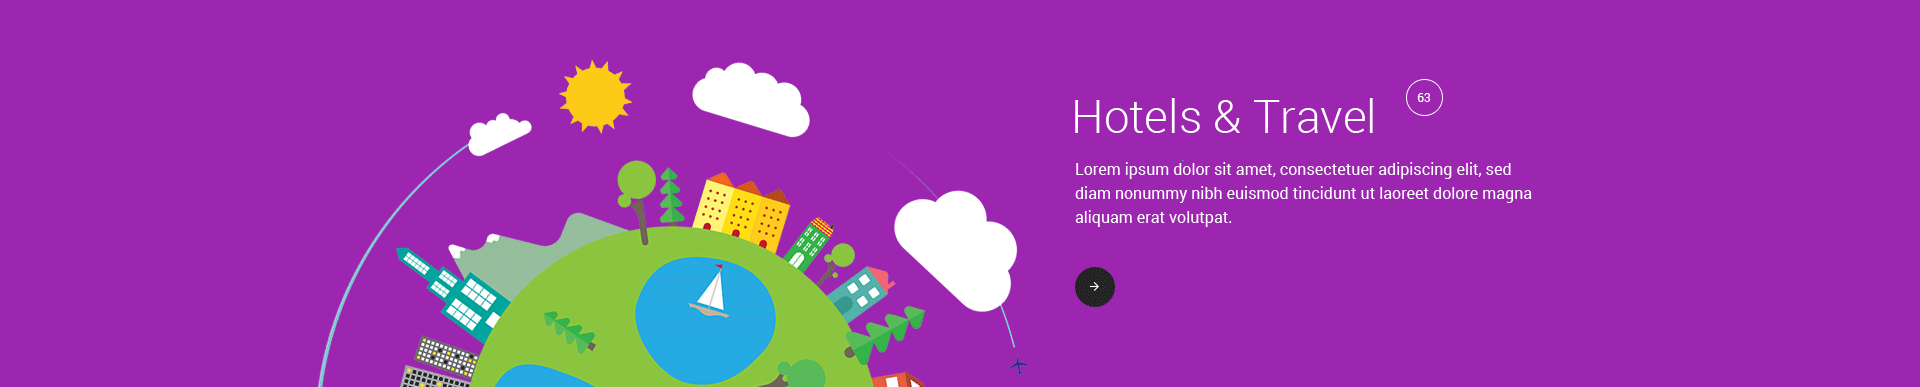 Hotels & Travel
63
Lorem ipsum dolor sit amet, consectetuer adipiscing elit, sed
diam nonummy nibh euismod tincidunt ut laoreet dolore magna
aliquam erat volutpat.